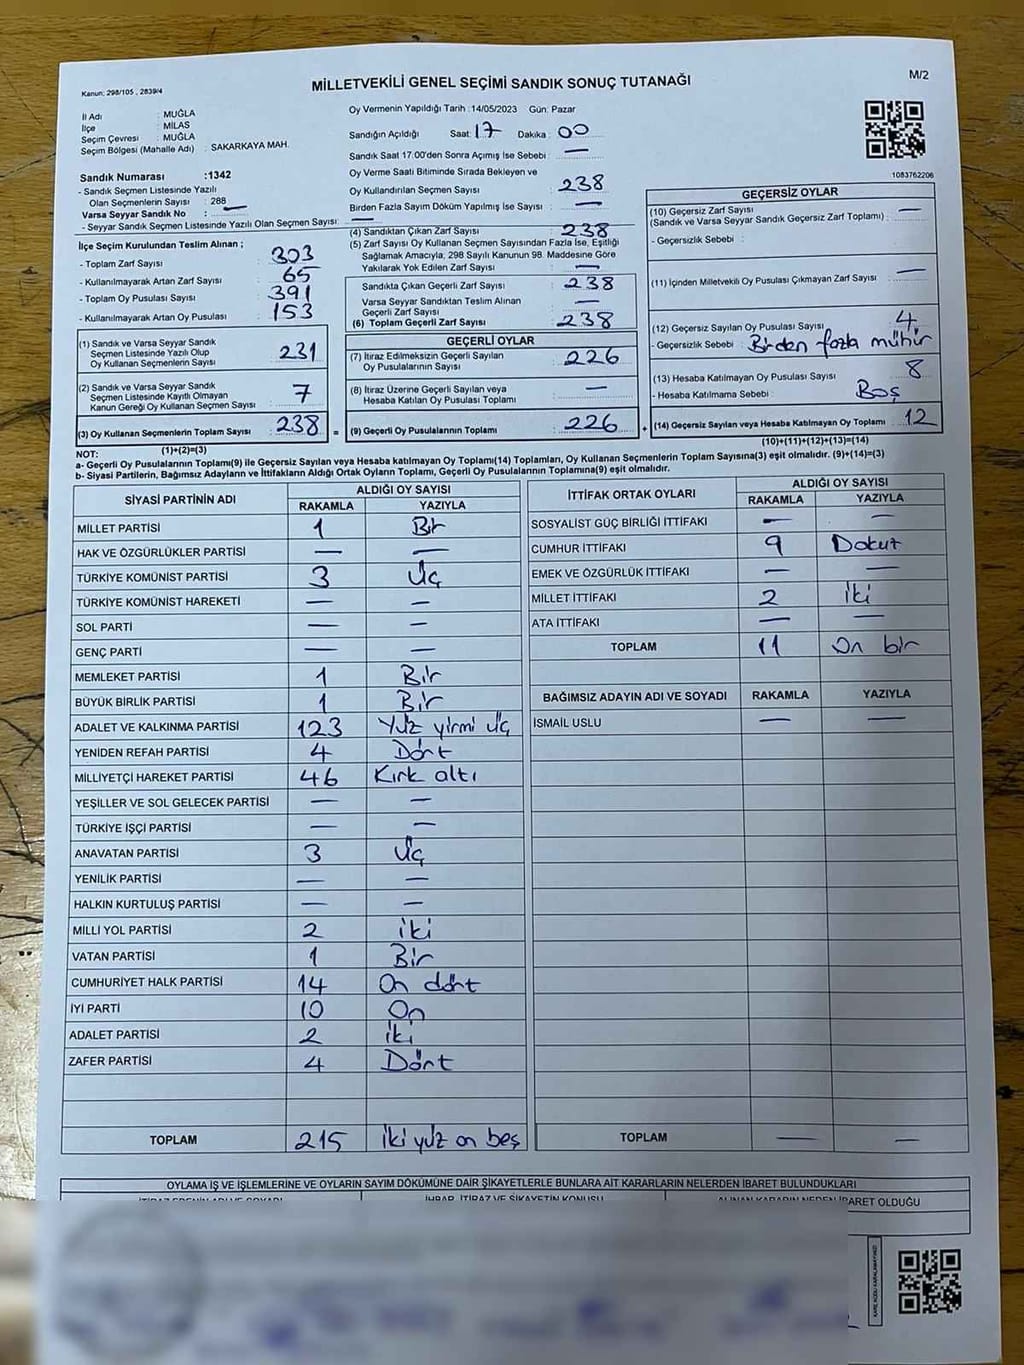 Kanun: 298/105 , 2839/4
MİLLETVEKİLİ GENEL SEÇİMİ SANDIK SONUÇ TUTANAĞI
M/2
İl Adı : MUĞLA
İlçe : MİLAS
Seçim Çevresi : MUĞLA
Seçim Bölgesi (Mahalle Adı) : SAKARKAYA MAH.
Sandık Numarası :1342
- Sandık Seçmen Listesinde Yazılı
Olan Seçmenlerin Sayısı : 288
Varsa Seyyar Sandık No : —
- Seyyar Sandık Seçmen Listesinde Yazılı Olan Seçmen Sayısı: —
Oy Vermenin Yapıldığı Tarih :14/05/2023 Gün: Pazar
Sandığın Açıldığı Saat: 17 Dakika : 00
Sandık Saat 17.00'den Sonra Açımış İse Sebebi : —
Oy Verme Saati Bitiminde Sırada Bekleyen ve
Oy Kullandırılan Seçmen Sayısı : 238
Birden Fazla Sayım Döküm Yapılmış İse Sayısı : —
1083762206
İlçe Seçim Kurulundan Teslim Alınan ;
- Toplam Zarf Sayısı : 303
- Kullanılmayarak Artan Zarf Sayısı : 65
- Toplam Oy Pusulası Sayısı : 391
- Kullanılmayarak Artan Oy Pusulası : 153
(4) Sandıktan Çıkan Zarf Sayısı : 238
(5) Zarf Sayısı Oy Kullanan Seçmen Sayısından Fazla İse, Eşitliği
Sağlamak Amacıyla, 298 Sayılı Kanunun 98. Maddesine Göre
Yakılarak Yok Edilen Zarf Sayısı : —
Sandıkta Çıkan Geçerli Zarf Sayısı : 238
Varsa Seyyar Sandıktan Teslim Alınan
Geçerli Zarf Sayısı : —
(6) Toplam Geçerli Zarf Sayısı : 238
GEÇERSİZ OYLAR
(10) Geçersiz Zarf Sayısı
(Sandık ve Varsa Seyyar Sandık Geçersiz Zarf Toplamı) : —
- Geçersizlik Sebebi :
(11) İçinden Milletvekili Oy Pusulası Çıkmayan Zarf Sayısı : —
(12) Geçersiz Sayılan Oy Pusulası Sayısı : 4
- Geçersizlik Sebebi : Birden fazla mühür
(13) Hesaba Katılmayan Oy Pusulası Sayısı : 8
- Hesaba Katılmama Sebebi : Boş
(14) Geçersiz Sayılan veya Hesaba Katılmayan Oy Toplamı : 12
(10)+(11)+(12)+(13)=(14)
(1) Sandık ve Varsa Seyyar Sandık
Seçmen Listesinde Yazılı Olup
Oy Kullanan Seçmenlerin Sayısı : 231
(2) Sandık ve Varsa Seyyar Sandık
Seçmen Listesinde Kayıtlı Olmayan
Kanun Gereği Oy Kullanan Seçmen Sayısı : 7
(3) Oy Kullanan Seçmenlerin Toplam Sayısı : 238 =
(1)+(2)=(3)
GEÇERLİ OYLAR
(7) İtiraz Edilmeksizin Geçerli Sayılan
Oy Pusulalarının Sayısı : 226
(8) İtiraz Üzerine Geçerli Sayılan veya
Hesaba Katılan Oy Pusulası Toplamı : —
(9) Geçerli Oy Pusulalarının Toplamı : 226 +
NOT:
a- Geçerli Oy Pusulalarının Toplamı(9) ile Geçersiz Sayılan veya Hesaba katılmayan Oy Toplamı(14) Toplamları, Oy Kullanan Seçmenlerin Toplam Sayısına(3) eşit olmalıdır. (9)+(14)=(3)
b- Siyasi Partilerin, Bağımsız Adayların ve İttifakların Aldığı Ortak Oyların Toplamı, Geçerli Oy Pusulalarının Toplamına(9) eşit olmalıdır.
SİYASİ PARTİNİN ADI ALDIĞI OY SAYISI
RAKAMLA YAZIYLA
MİLLET PARTİSİ 1 Bir
HAK VE ÖZGÜRLÜKLER PARTİSİ — —
TÜRKİYE KOMÜNİST PARTİSİ 3 Üç
TÜRKİYE KOMÜNİST HAREKETİ — —
SOL PARTİ — —
GENÇ PARTİ — —
MEMLEKET PARTİSİ 1 Bir
BÜYÜK BİRLİK PARTİSİ 1 Bir
ADALET VE KALKINMA PARTİSİ 123 Yüz yirmi üç
YENİDEN REFAH PARTİSİ 4 Dört
MİLLİYETÇİ HAREKET PARTİSİ 46 Kırk altı
YEŞİLLER VE SOL GELECEK PARTİSİ — —
TÜRKİYE İŞÇİ PARTİSİ — —
ANAVATAN PARTİSİ 3 Üç
YENİLİK PARTİSİ — —
HALKIN KURTULUŞ PARTİSİ — —
MİLLİ YOL PARTİSİ 2 iki
VATAN PARTİSİ 1 Bir
CUMHURİYET HALK PARTİSİ 14 On dört
İYİ PARTİ 10 On
ADALET PARTİSİ 2 iki
ZAFER PARTİSİ 4 Dört
TOPLAM 215 iki yüz on beş
İTTİFAK ORTAK OYLARI ALDIĞI OY SAYISI
RAKAMLA YAZIYLA
SOSYALİST GÜÇ BİRLİĞİ İTTİFAKI — —
CUMHUR İTTİFAKI 9 Dokuz
EMEK VE ÖZGÜRLÜK İTTİFAKI — —
MİLLET İTTİFAKI 2 iki
ATA İTTİFAKI — —
TOPLAM 11 On bir
BAĞIMSIZ ADAYIN ADI VE SOYADI RAKAMLA YAZIYLA
İSMAİL USLU — —
TOPLAM — —
OYLAMA İŞ VE İŞLEMLERİNE VE OYLARIN SAYIM DÖKÜMÜNE DAİR ŞİKAYETLERLE BUNLARA AİT KARARLARIN NELERDEN İBARET BULUNDUKLARI
İTİRAZ EDENİN ADI VE SOYADI İHBAR, İTİRAZ VE ŞİKAYETİN KONUSU ALINAN KARARIN NEDEN İBARET OLDUĞU